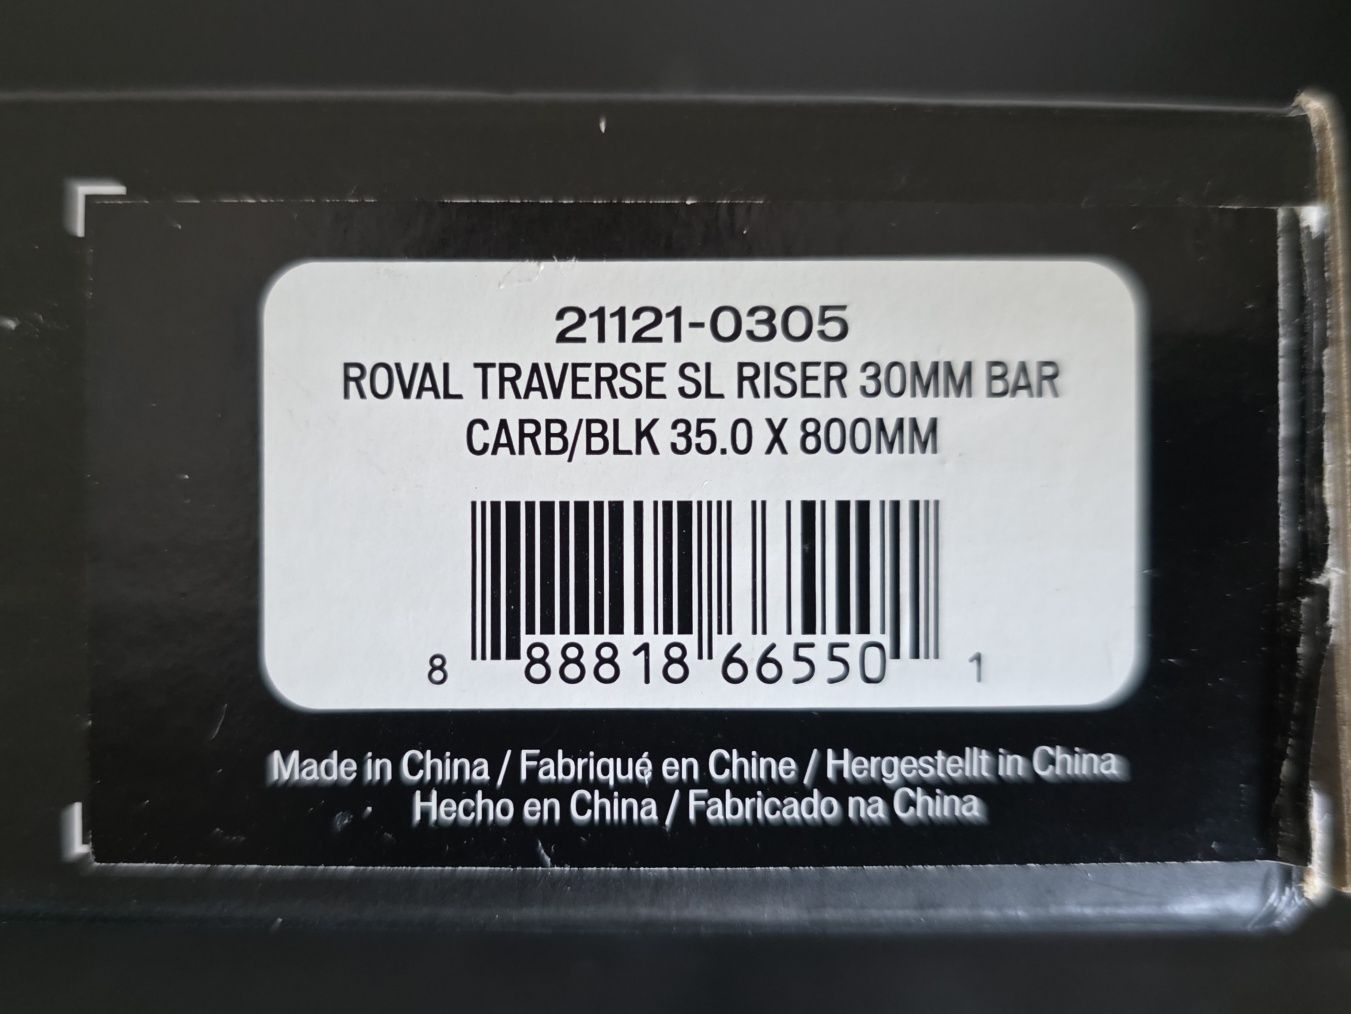 21121-0305
ROVAL TRAVERSE SL RISER 30MM BAR
CARB/BLK 35.0 X 800MM
8 88818 66550 1
Made in China / Fabriqué en Chine / Hergestellt in China
Hecho en China / Fabricado na China